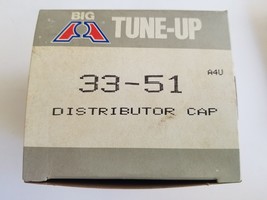 BIG A TUNE-UP
A4U
33-51
DISTRIBUTOR CAP